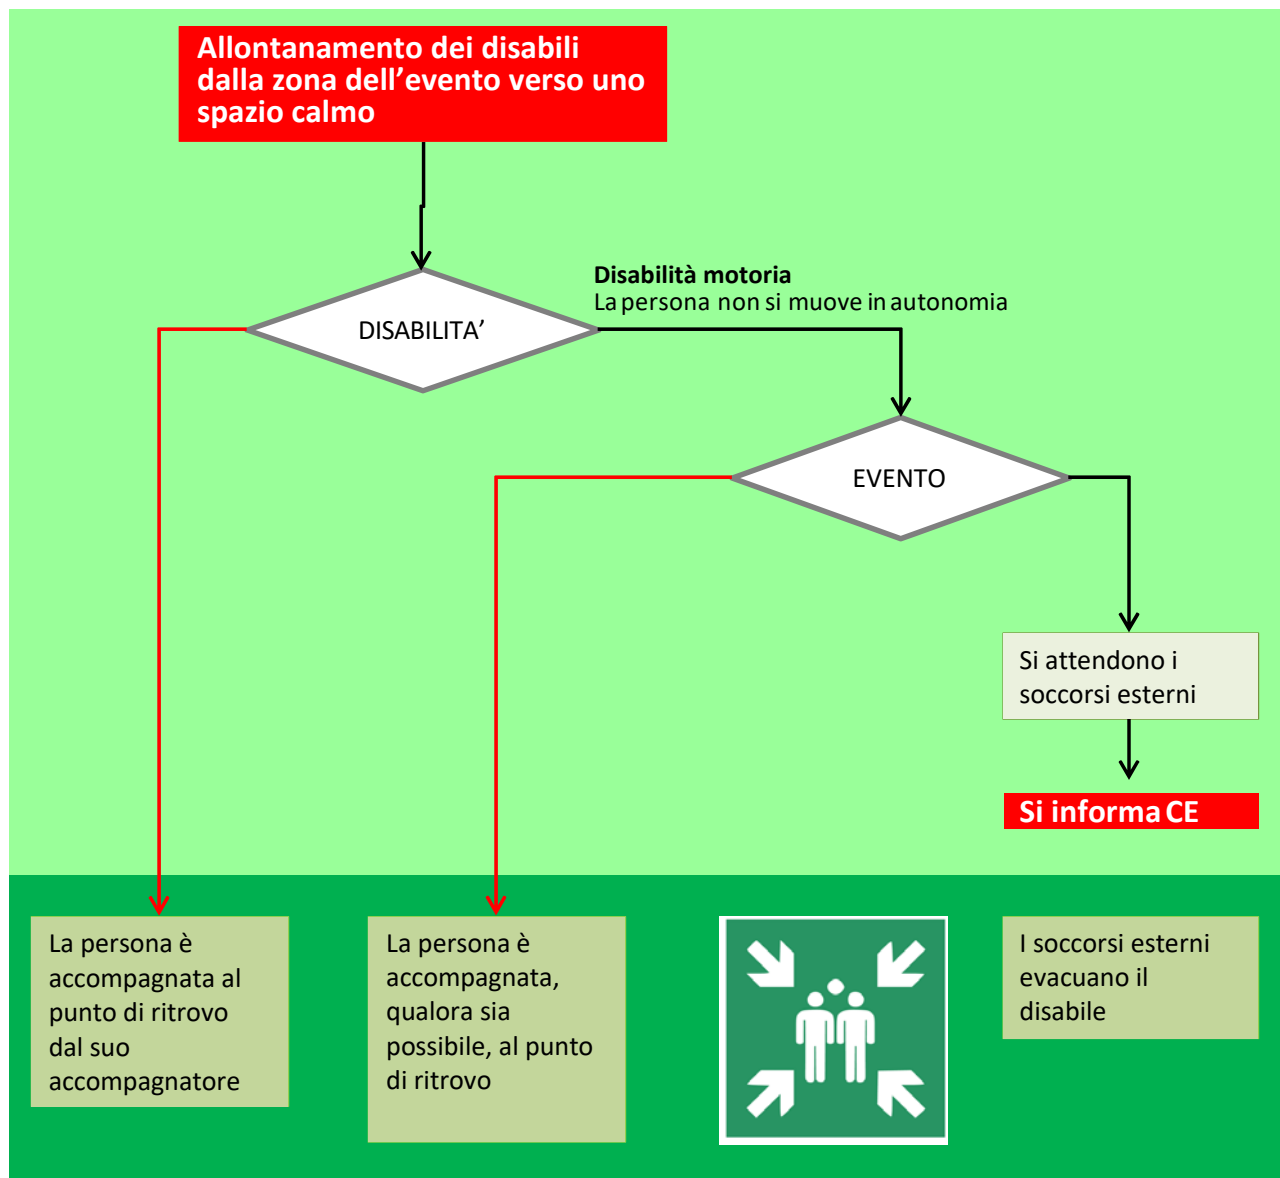 Allontanamento dei disabili
dalla zona dell'evento verso uno
spazio calmo
Disabilità motoria
La persona non si muove in autonomia
DISABILITA’
EVENTO
Si attendono i
soccorsi esterni
Si informa CE
La persona è
accompagnata al
punto di ritrovo
dal suo
accompagnatore
La persona è
accompagnata,
qualora sia
possibile, al punto
di ritrovo
I soccorsi esterni
evacuano il
disabile